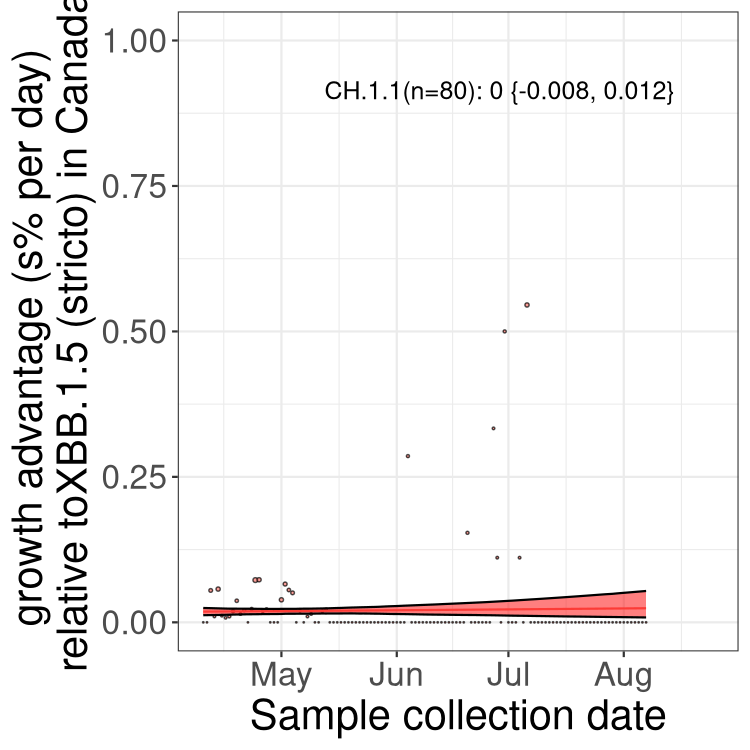 growth advantage (s% per day)
relative toXBB.1.5 (stricto) in Canada
1.00
0.75
0.50
0.25
0.00
CH.1.1(n=80): 0 {-0.008, 0.012}
May Jun Jul Aug
Sample collection date